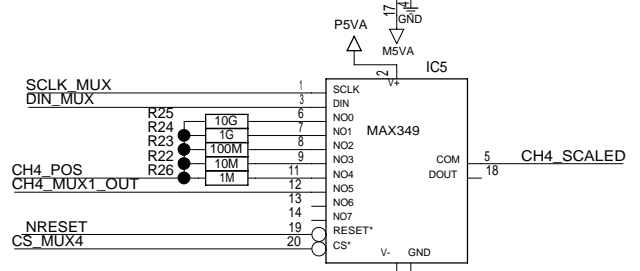 17
4
GND
P5VA
M5VA
IC5
2
V+
SCLK_MUX 1 SCLK
DIN_MUX 3 DIN
R25 10G 6 NO0
R24 1G 7 NO1
R23 100M 8 NO2
R22 10M 9 NO3
R26 1M 11 NO4
CH4_POS
CH4_MUX1_OUT 12 NO5
13 NO6
14 NO7
MAX349
COM 5 CH4_SCALED
DOUT 18
NRESET 19 RESET*
CS_MUX4 20 CS*
V- GND